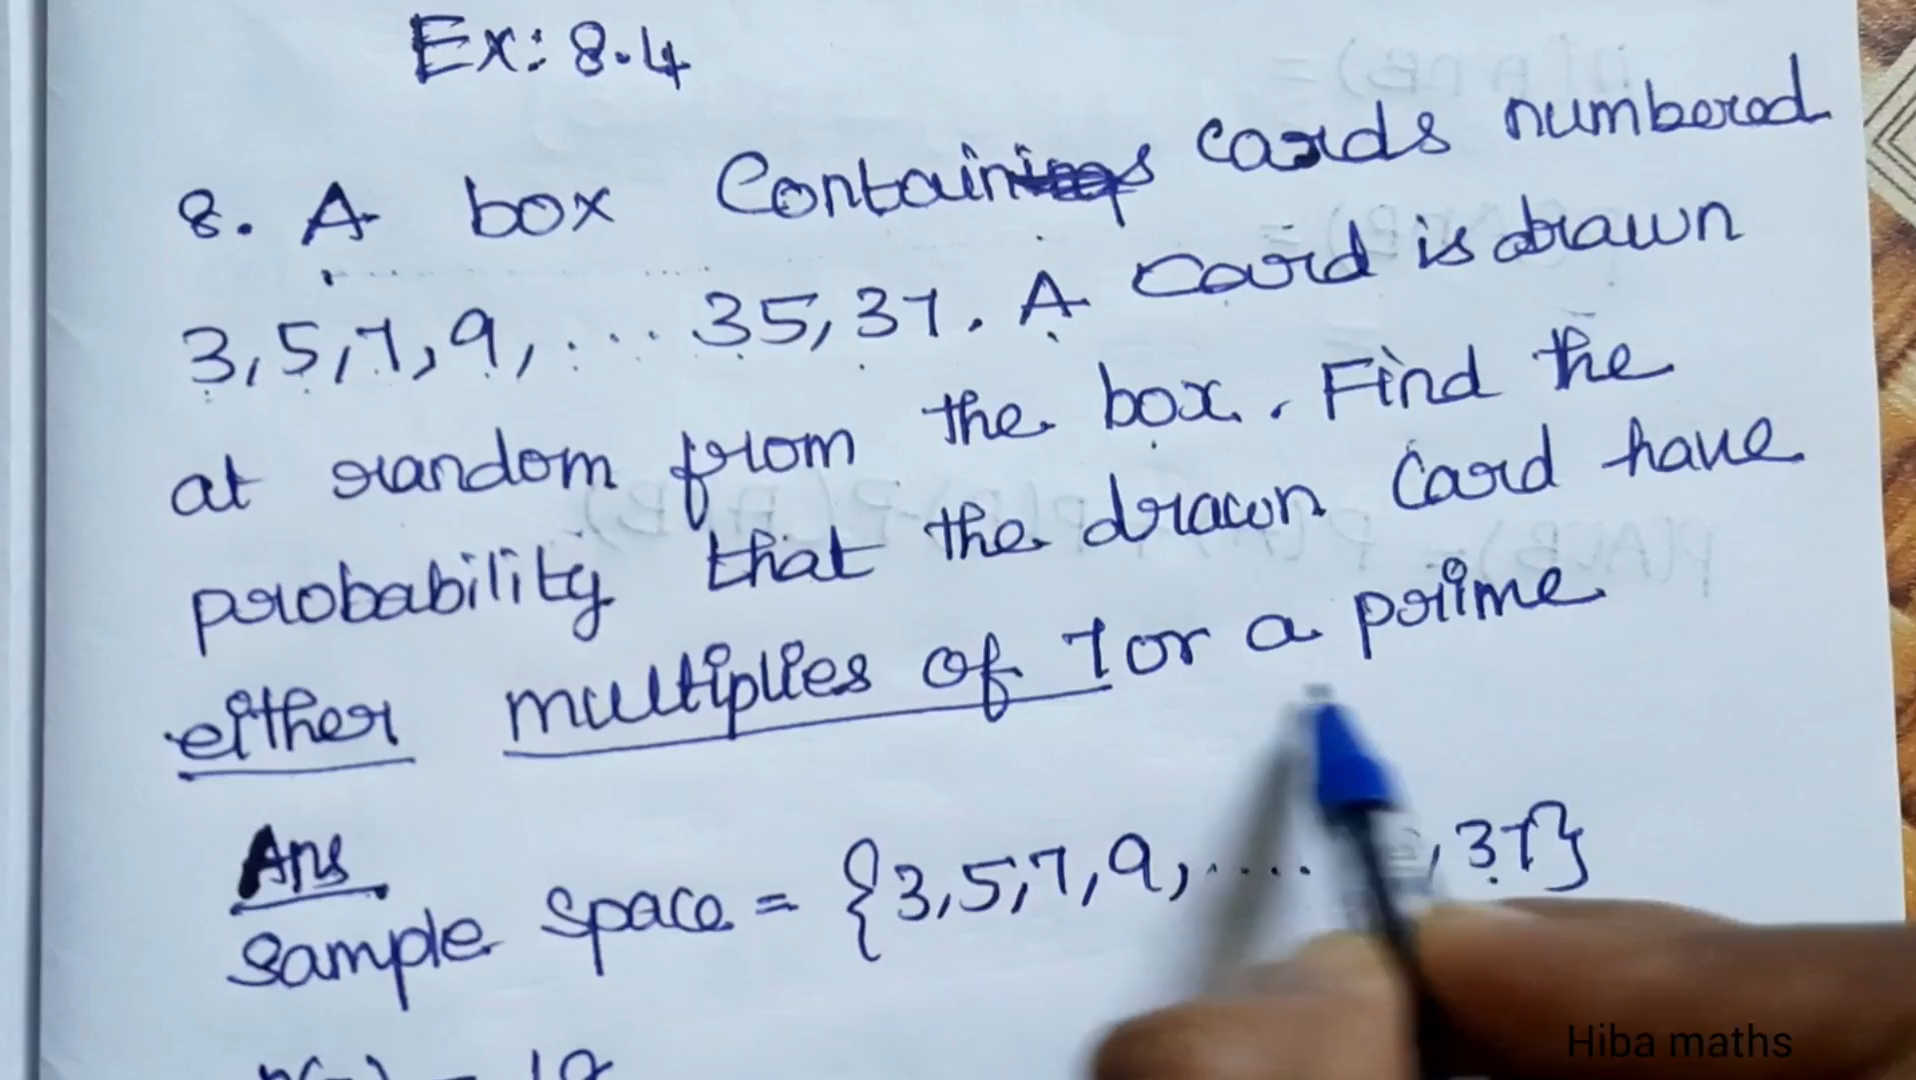 Ex: 8.4
8. A box Contains cards numbered
3,5,7,9,... 35,37. A card is drawn
at random from the box. Find the
probability that the drawn Card have
either multiplies of 7 or a prime
Ans
Sample space = {3,5,7,9,.... ,37}
Hiba maths